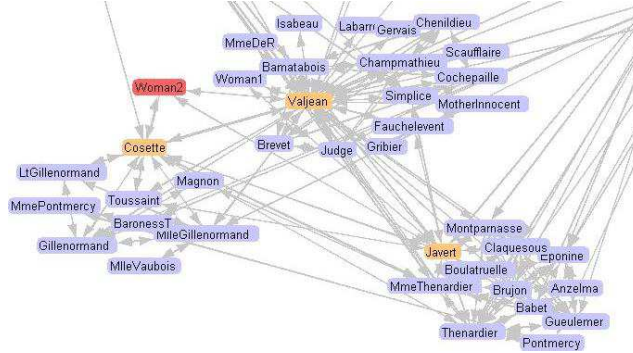 Isabeau
Labarre
Gervais
Chenildieu
MmeDeR
Scaufflaire
Bamatabois
Champmathieu
Woman1
Cochepaille
Woman2
Simplice
Valjean
MotherInnocent
Fauchelevent
Brevet
Judge
Gribier
Cosette
LtGillenormand
Magnon
Toussaint
MmePontmercy
BaronessT
MlleGillenormand
Gillenormand
MlleVaubois
Montparnasse
Javert
Claquesous
Eponine
Boulatruelle
MmeThenardier
Brujon
Anzelma
Babet
Gueulemer
Thenardier
Pontmercy